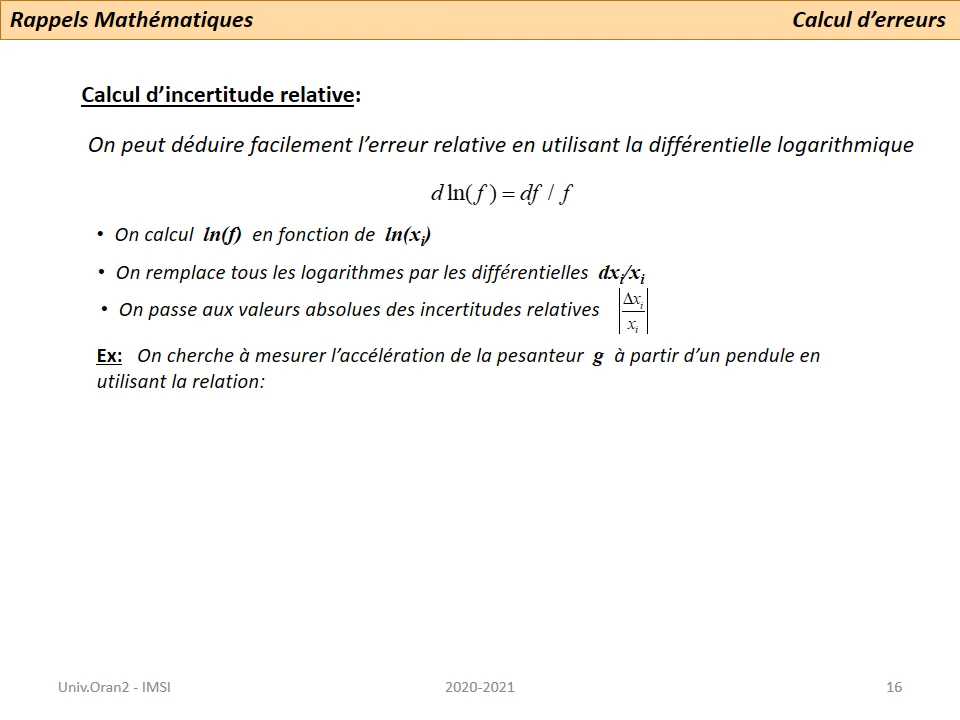 Rappels Mathématiques Calcul d'erreurs
Calcul d'incertitude relative:
On peut déduire facilement l'erreur relative en utilisant la différentielle logarithmique
d ln( f ) = df / f
• On calcul ln(f) en fonction de ln(xᵢ)
• On remplace tous les logarithmes par les différentielles dxᵢ/xᵢ
• On passe aux valeurs absolues des incertitudes relatives |Δxᵢ/xᵢ|
Ex: On cherche à mesurer l'accélération de la pesanteur g à partir d'un pendule en
utilisant la relation:
Univ.Oran2 - IMSI 2020-2021 16